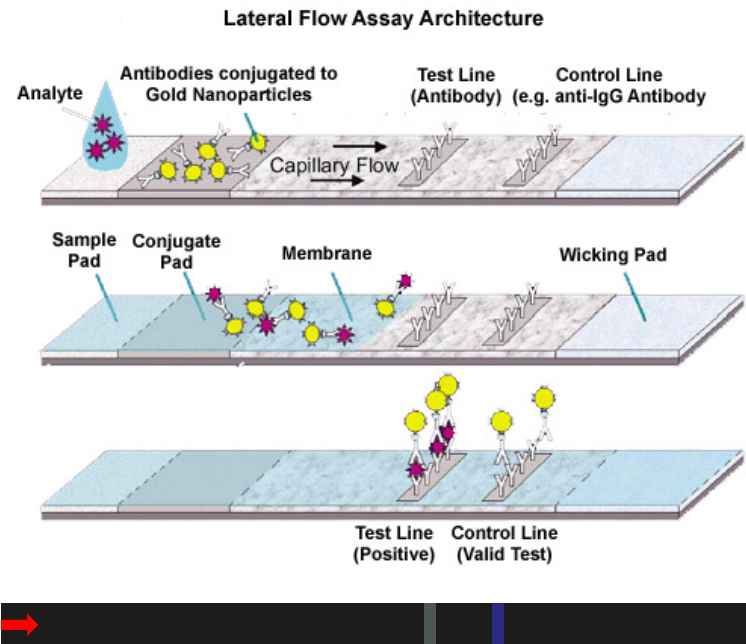 Lateral Flow Assay Architecture
Analyte
Antibodies conjugated to
Gold Nanoparticles
Test Line
(Antibody)
Control Line
(e.g. anti-IgG Antibody
Capillary Flow
Sample
Pad
Conjugate
Pad
Membrane
Wicking Pad
Test Line
(Positive)
Control Line
(Valid Test)